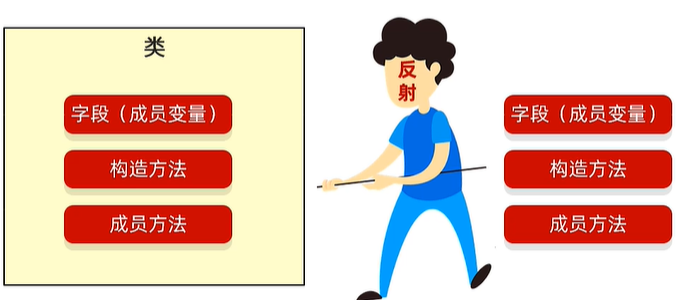 类
字段（成员变量）
构造方法
成员方法
反
射
字段（成员变量）
构造方法
成员方法